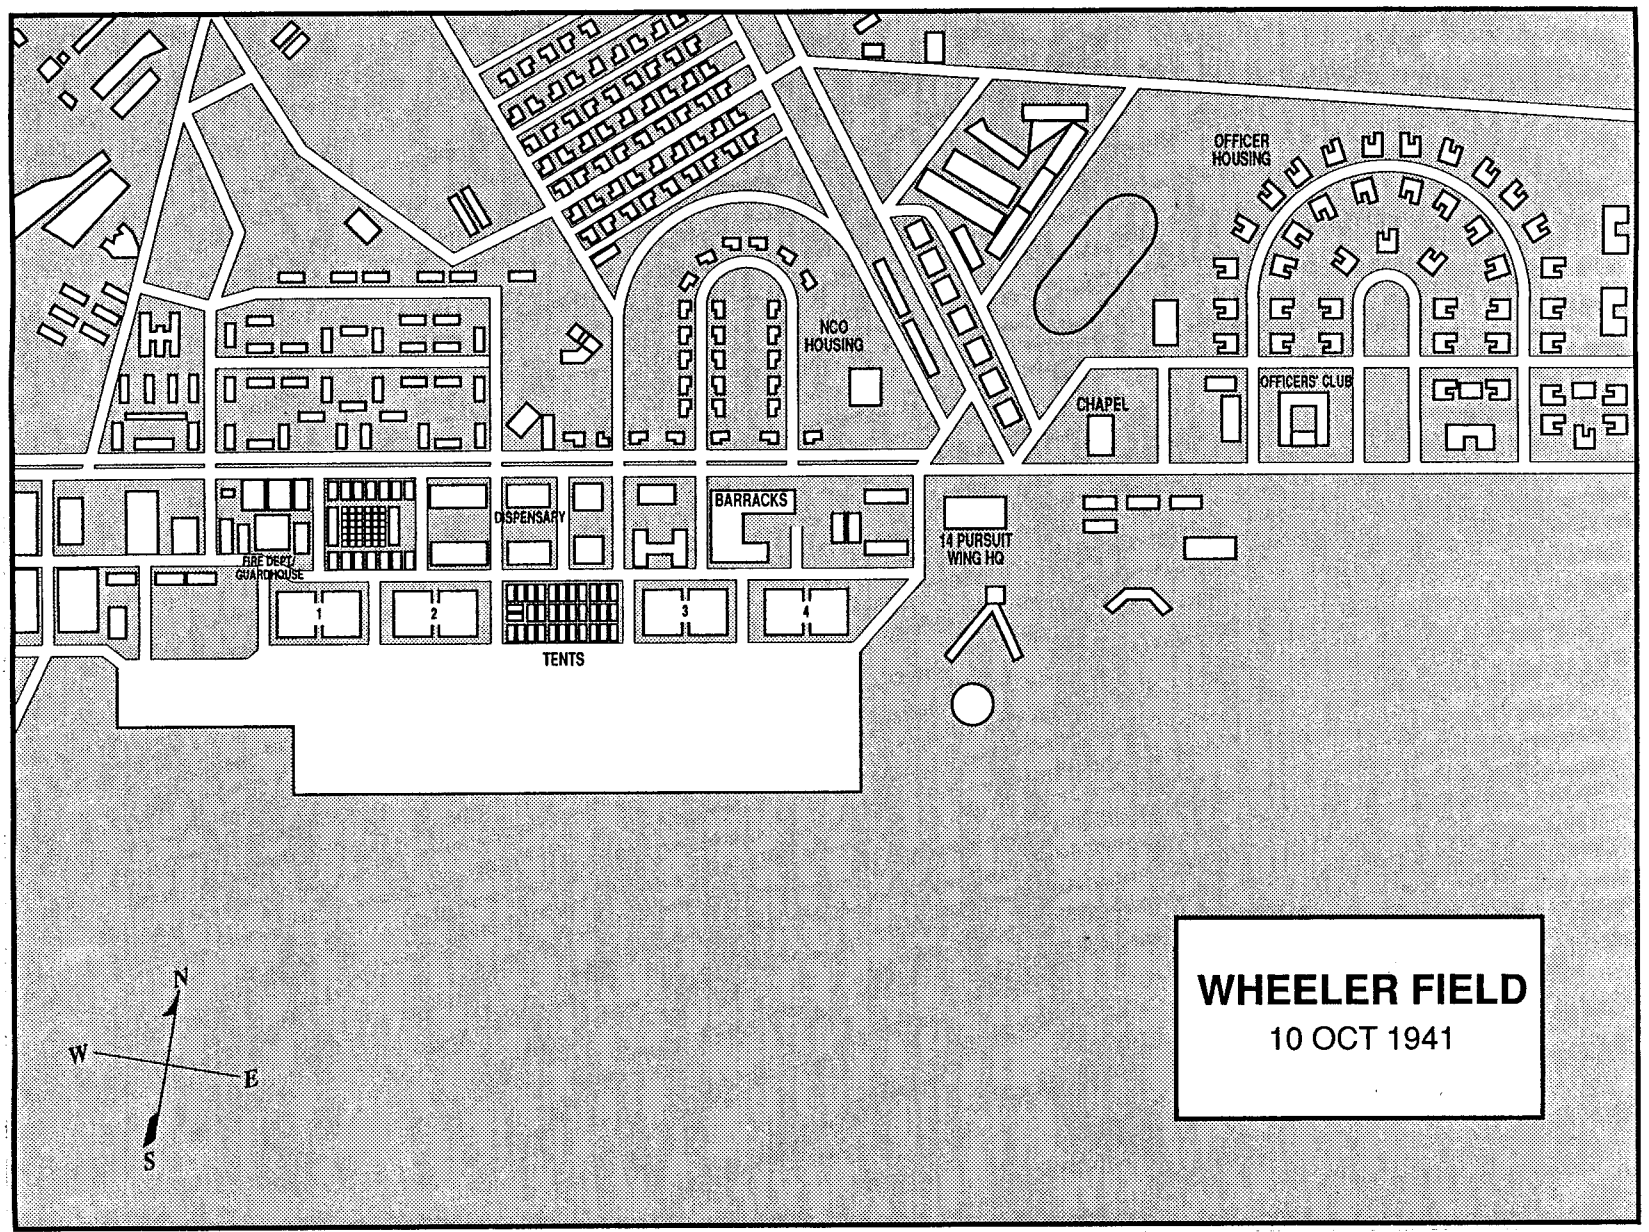 OFFICER
HOUSING
NCO
HOUSING
OFFICERS' CLUB
CHAPEL
BARRACKS
DISPENSARY
14 PURSUIT
WING HQ
FIRE DEPT/
GUARDHOUSE
1
2
3
4
TENTS
N
W
E
S
WHEELER FIELD
10 OCT 1941